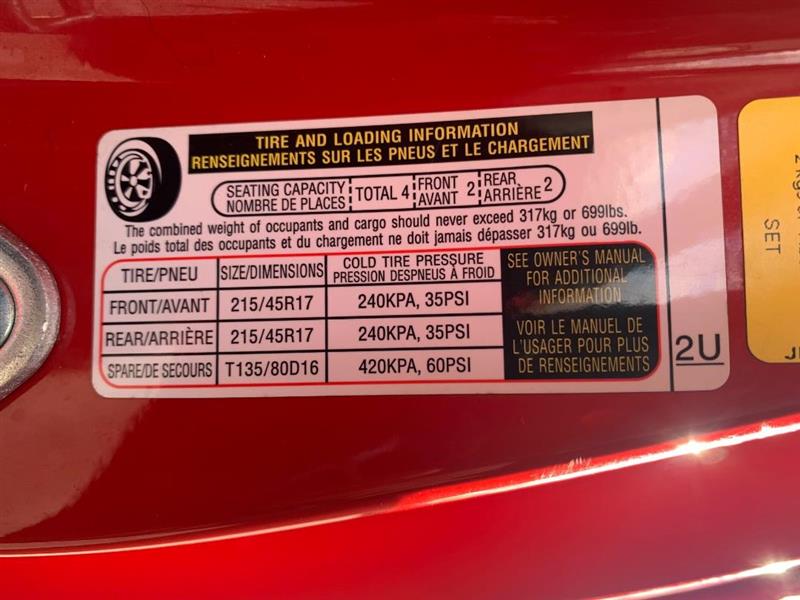 TIRE AND LOADING INFORMATION
RENSEIGNEMENTS SUR LES PNEUS ET LE CHARGEMENT
SEATING CAPACITY
NOMBRE DE PLACES
TOTAL 4
FRONT
AVANT 2
REAR
ARRIÈRE 2
The combined weight of occupants and cargo should never exceed 317kg or 699lbs.
Le poids total des occupants et du chargement ne doit jamais dépasser 317kg ou 699lb.
TIRE/PNEU SIZE/DIMENSIONS COLD TIRE PRESSURE
PRESSION DESPNEUS À FROID
FRONT/AVANT 215/45R17 240KPA, 35PSI
REAR/ARRIÈRE 215/45R17 240KPA, 35PSI
SPARE/DE SECOURS T135/80D16 420KPA, 60PSI
SEE OWNER'S MANUAL
FOR ADDITIONAL
INFORMATION
VOIR LE MANUEL DE
L'USAGER POUR PLUS
DE RENSEIGNEMENTS
2U
SET